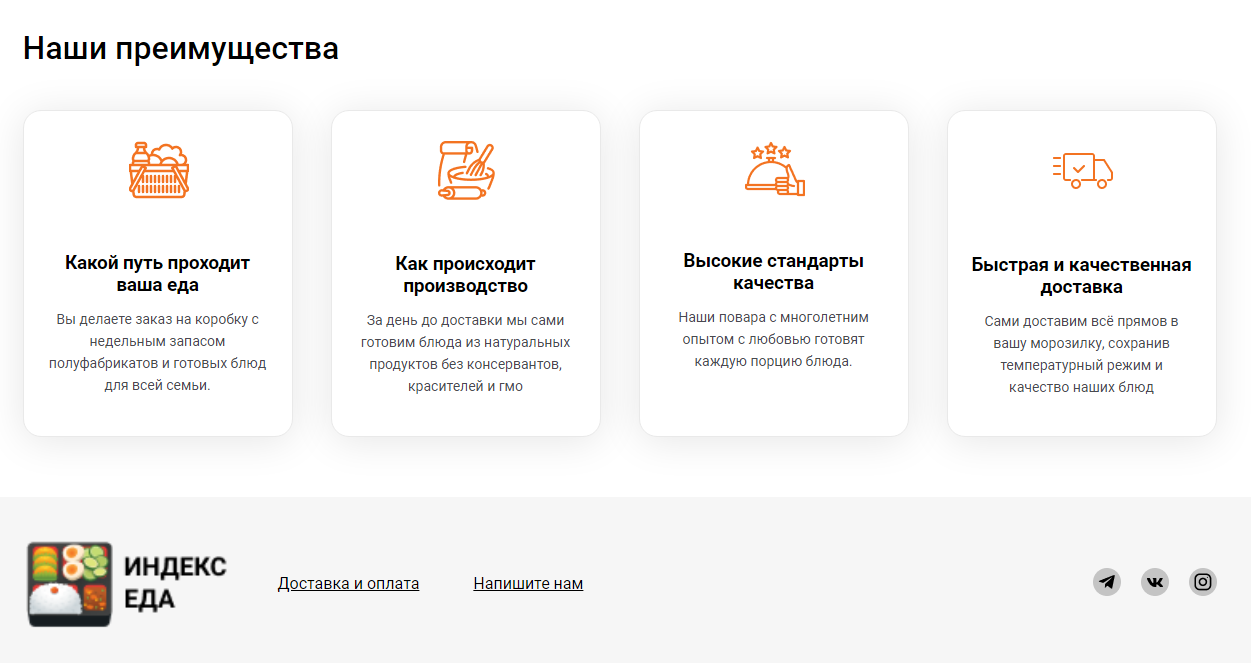 Наши преимущества
Какой путь проходит
ваша еда
Вы делаете заказ на коробку с
недельным запасом
полуфабрикатов и готовых блюд
для всей семьи.
Как происходит
производство
За день до доставки мы сами
готовим блюда из натуральных
продуктов без консервантов,
красителей и гмо
Высокие стандарты
качества
Наши повара с многолетним
опытом с любовью готовят
каждую порцию блюда.
Быстрая и качественная
доставка
Сами доставим всё прямов в
вашу морозилку, сохранив
температурный режим и
качество наших блюд
ИНДЕКС
ЕДА
Доставка и оплата
Напишите нам